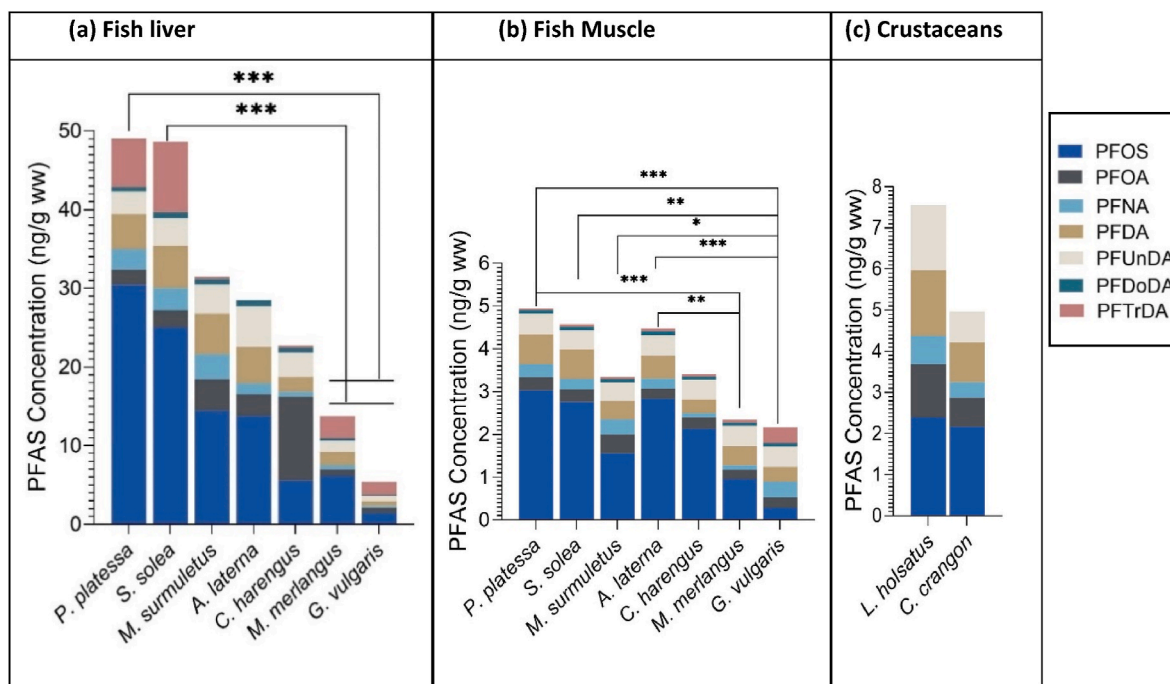 (a) Fish liver
(b) Fish Muscle
(c) Crustaceans
***
***
PFAS Concentration (ng/g ww)
50
40
30
20
10
0
P. platessa
S. solea
M. surmuletus
A. laterna
C. harengus
M. merlangus
G. vulgaris
***
**
*
***
***
**
PFAS Concentration (ng/g ww)
6
5
4
3
2
1
0
P. platessa
S. solea
M. surmuletus
A. laterna
C. harengus
M. merlangus
G. vulgaris
PFAS Concentration (ng/g ww)
8
7
6
5
4
3
2
1
0
L. holsatus
C. crangon
PFOS
PFOA
PFNA
PFDA
PFUnDA
PFDoDA
PFTrDA